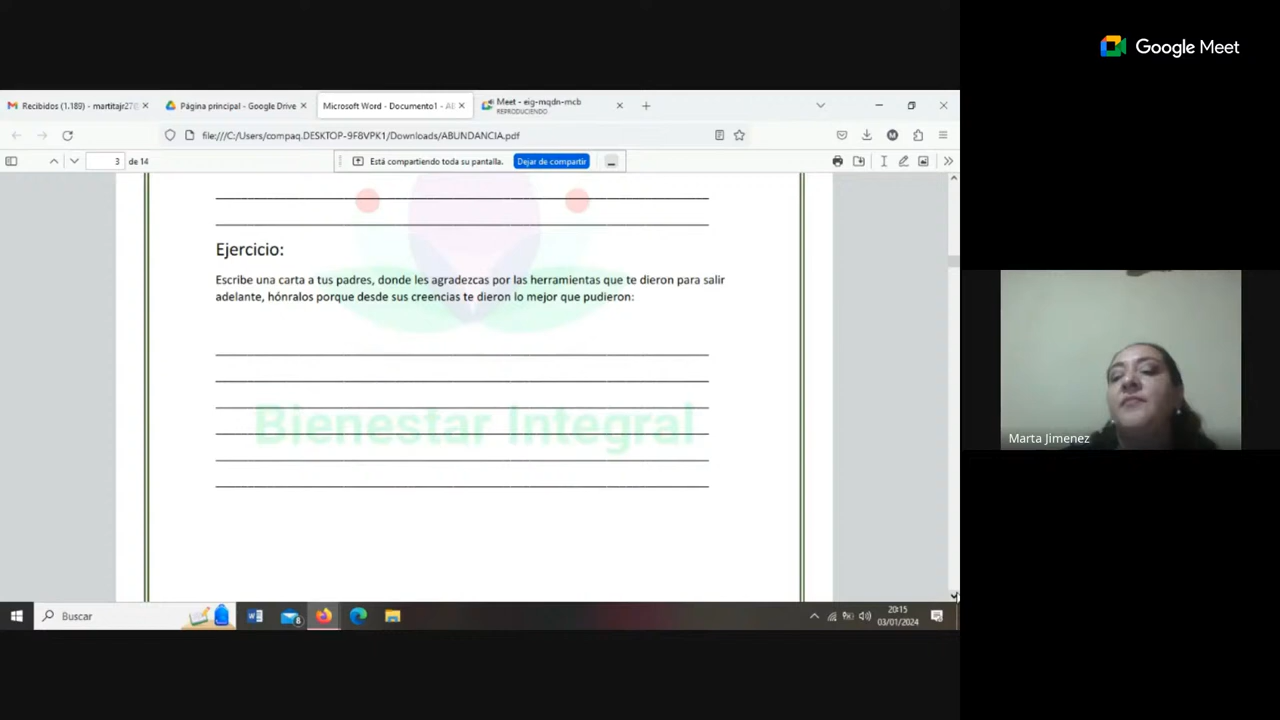 Google Meet
Recibidos (1.189) - martitajr27@
Página principal - Google Drive
Microsoft Word - Documento1 - AB
Meet - eig-mqdn-mcb
REPRODUCIENDO
file:///C:/Users/compaq.DESKTOP-9F8VPK1/Downloads/ABUNDANCIA.pdf
3 de 14
Está compartiendo toda su pantalla.
Dejar de compartir
Ejercicio:
Escribe una carta a tus padres, donde les agradezcas por las herramientas que te dieron para salir
adelante, hónralos porque desde sus creencias te dieron lo mejor que pudieron:
Bienestar Integral
Marta Jimenez
Buscar
20:15
03/01/2024